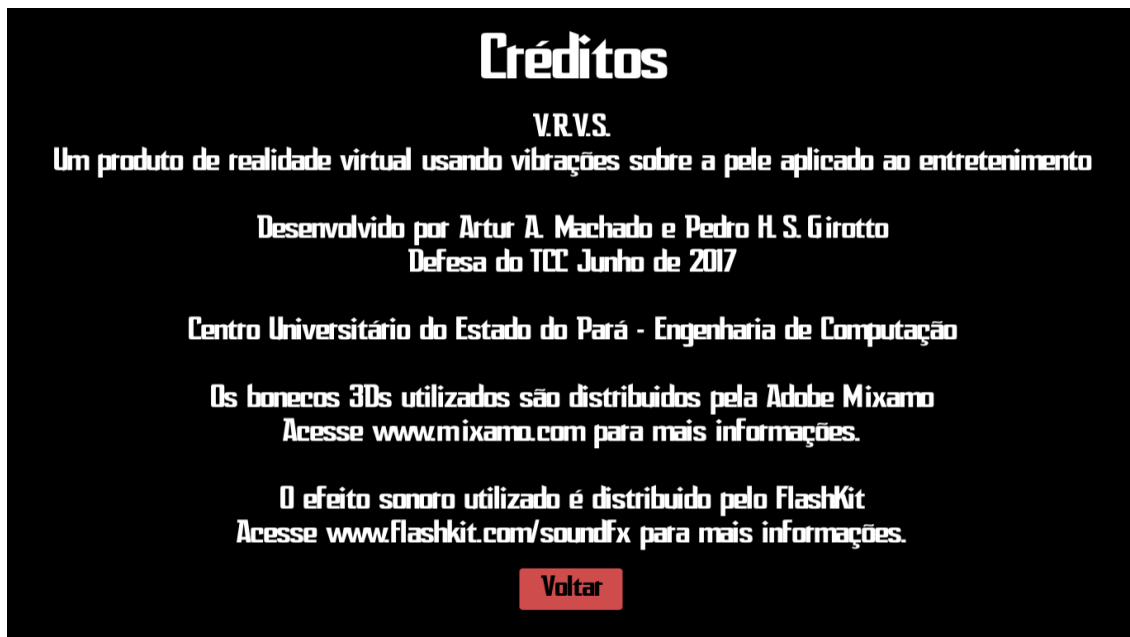 Créditos
V.R.V.S.
Um produto de realidade virtual usando vibrações sobre a pele aplicado ao entretenimento
Desenvolvido por Artur A. Machado e Pedro H. S. Girotto
Defesa do TCC Junho de 2017
Centro Universitário do Estado do Pará - Engenharia de Computação
Os bonecos 3Ds utilizados são distribuidos pela Adobe Mixamo
Acesse www.mixamo.com para mais informações.
O efeito sonoro utilizado é distribuido pelo FlashKit
Acesse www.flashkit.com/soundfx para mais informações.
Voltar